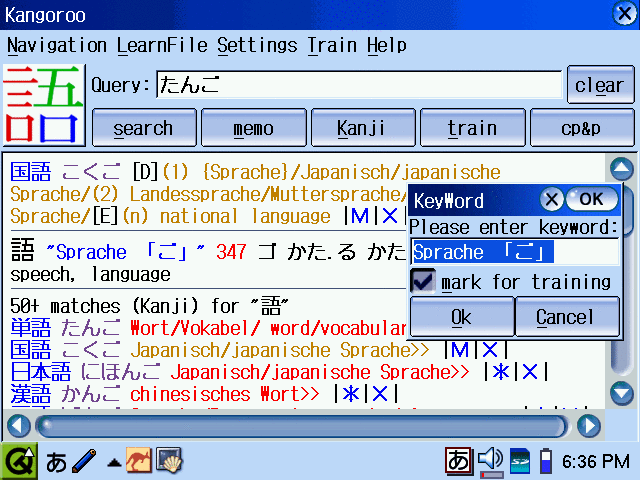 Kangoroo
Navigation LearnFile Settings Train Help
Query: たんご clear
search memo Kanji train cp&p
国語 こくご [D](1) {Sprache}/Japanisch/japanische
Sprache/(2) Landessprache/Muttersprache/
Sprache/[E](n) national language |M|×|
語 "Sprache 「ご」" 347 ゴ かた.る かた
speech, language
50+ matches (Kanji) for "語"
単語 たんご Wort/Vokabel/ word/vocabular
国語 こくご Japanisch/japanische Sprache>> |M|×|
日本語 にほんご Japanisch/japanische Sprache>> |*|×|
漢語 かんご chinesisches Wort>> |*|×|
KeyWord OK
Please enter keyword:
Sprache 「ご」
mark for training
Ok Cancel
あ あ 6:36 PM